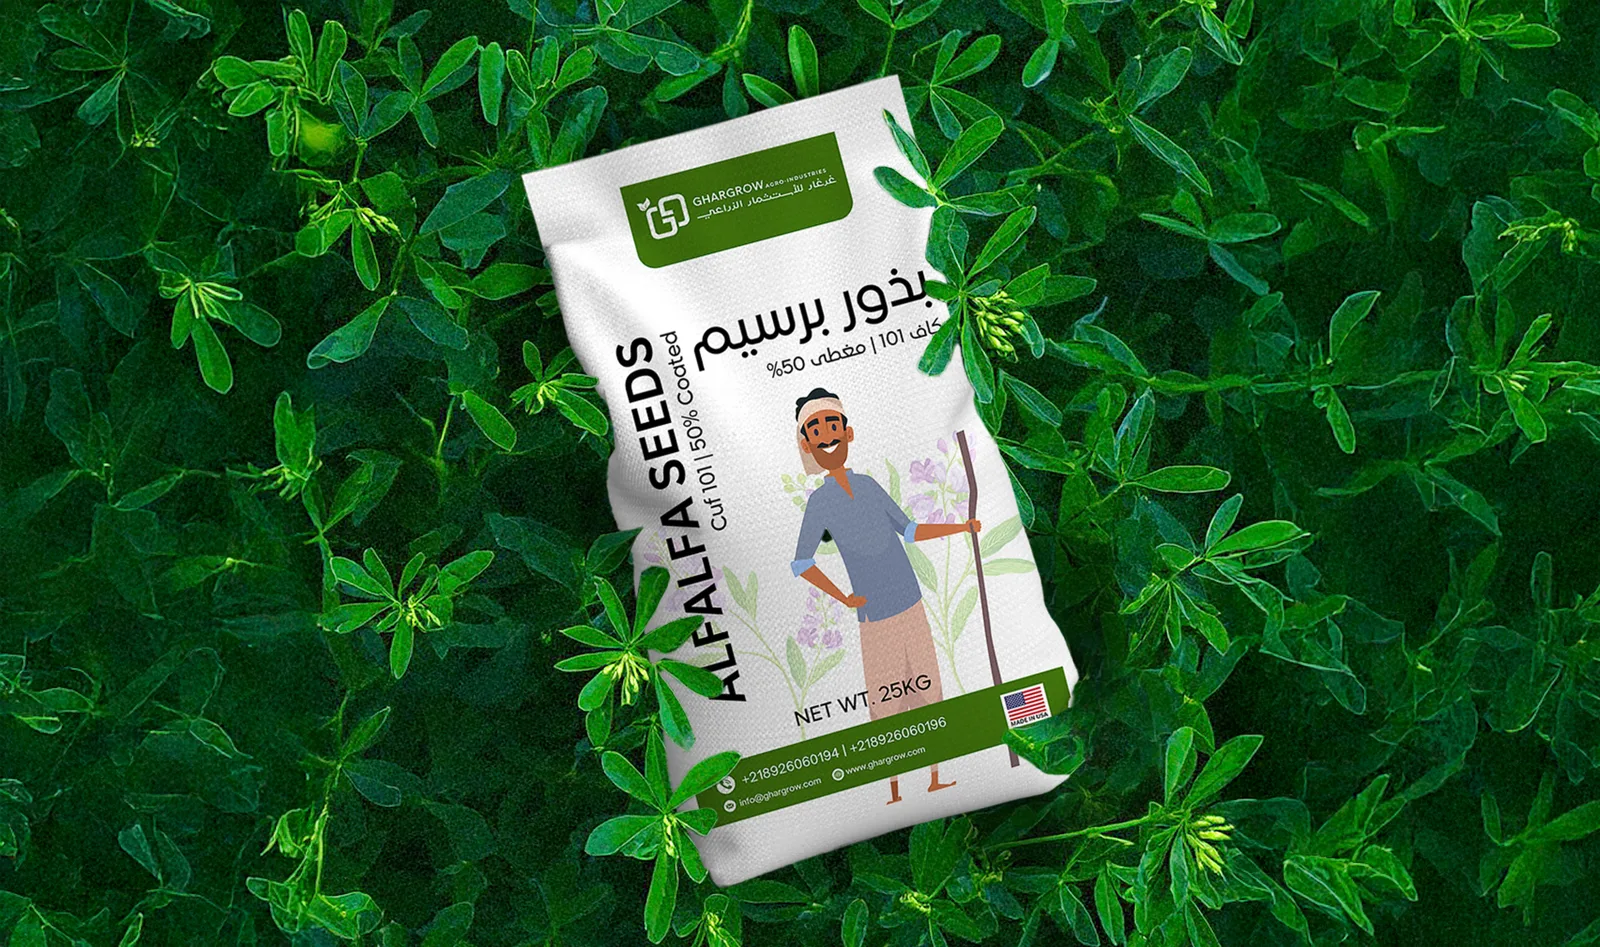 GHARGROW AGRO-INDUSTRIES
غرغار للأستثمار الزراعي
بذور برسيم
كاف 101 | مغطى 50%
ALFALFA SEEDS
Cuf 101 | 50% Coated
NET WT. 25KG
+218926060194 | +218926060196
info@ghargrow.com www.ghargrow.com
MADE IN USA